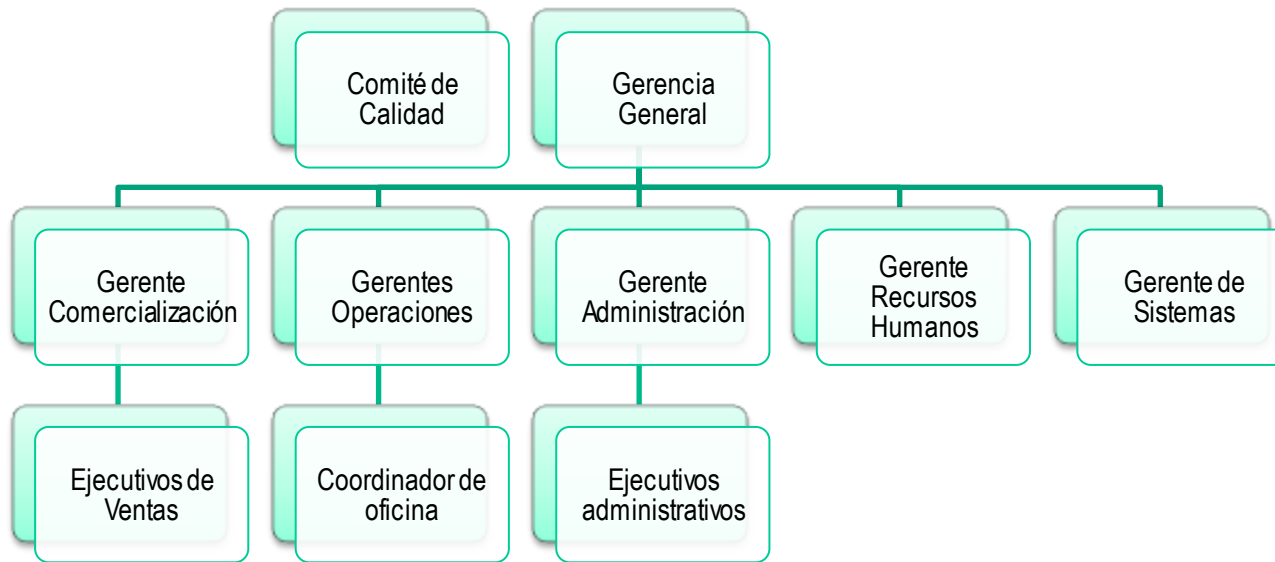 Comité de
Calidad
Gerencia
General
Gerente
Comercialización
Gerentes
Operaciones
Gerente
Administración
Gerente
Recursos
Humanos
Gerente de
Sistemas
Ejecutivos de
Ventas
Coordinador de
oficina
Ejecutivos
administrativos